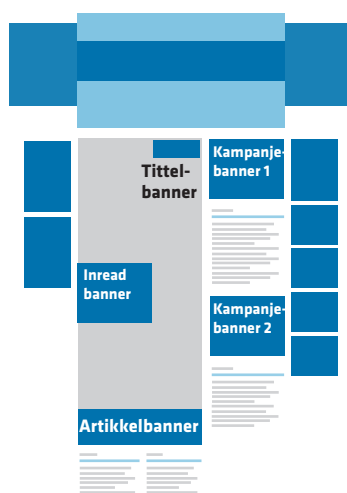 Kampanje-
banner 1
Tittel-
banner
Inread
banner
Kampanje-
banner 2
Artikkelbanner